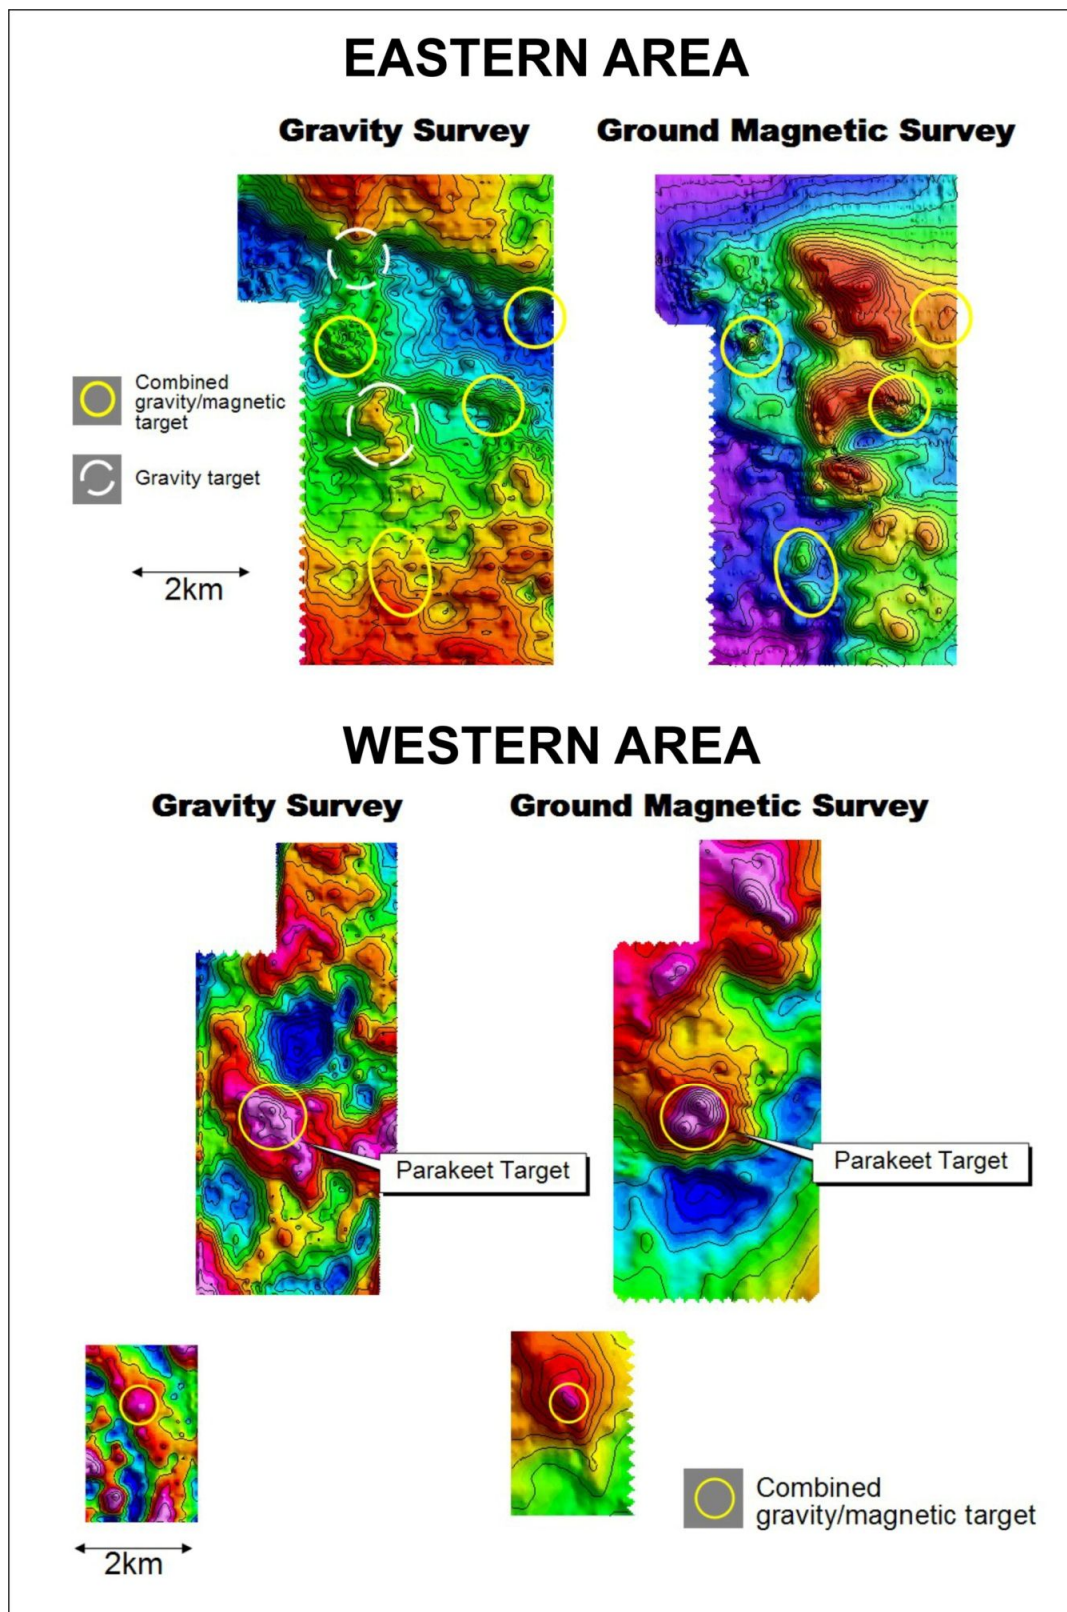 EASTERN AREA
Gravity Survey
Ground Magnetic Survey
Combined
gravity/magnetic
target
Gravity target
2km
WESTERN AREA
Gravity Survey
Ground Magnetic Survey
Parakeet Target
Parakeet Target
Combined
gravity/magnetic target
2km